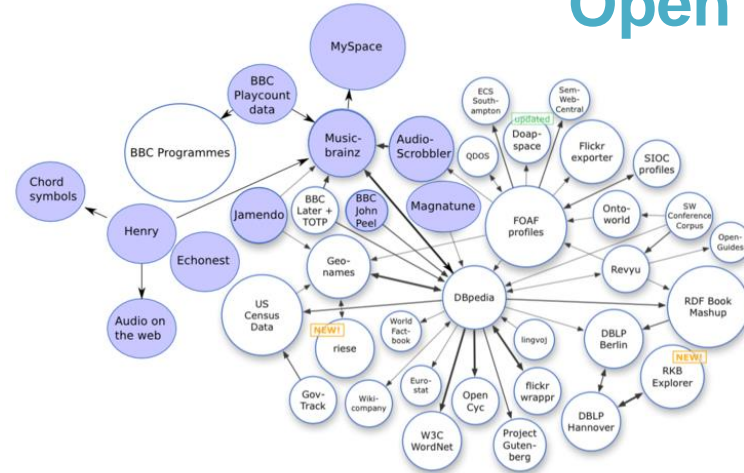 Open
MySpace
BBC
Playcount
data
BBC Programmes
Music-
brainz
Audio-
Scrobbler
ECS
South-
ampton
Sem-
Web-
Central
updated
Doap-
space
Flickr
exporter
QDOS
SIOC
profiles
Chord
symbols
Henry
Echonest
Audio on
the web
Jamendo
BBC
Later +
TOTP
BBC
John
Peel
Magnatune
FOAF
profiles
Onto-
world
SW
Conference
Corpus
Open-
Guides
Geo-
names
Revyu
US
Census
Data
DBpedia
RDF Book
Mashup
NEW!
riese
World
Fact-
book
lingvoj
DBLP
Berlin
NEW!
RKB
Explorer
Gov-
Track
Wiki-
company
Euro-
stat
Open
Cyc
flickr
wrappr
DBLP
Hannover
W3C
WordNet
Project
Guten-
berg